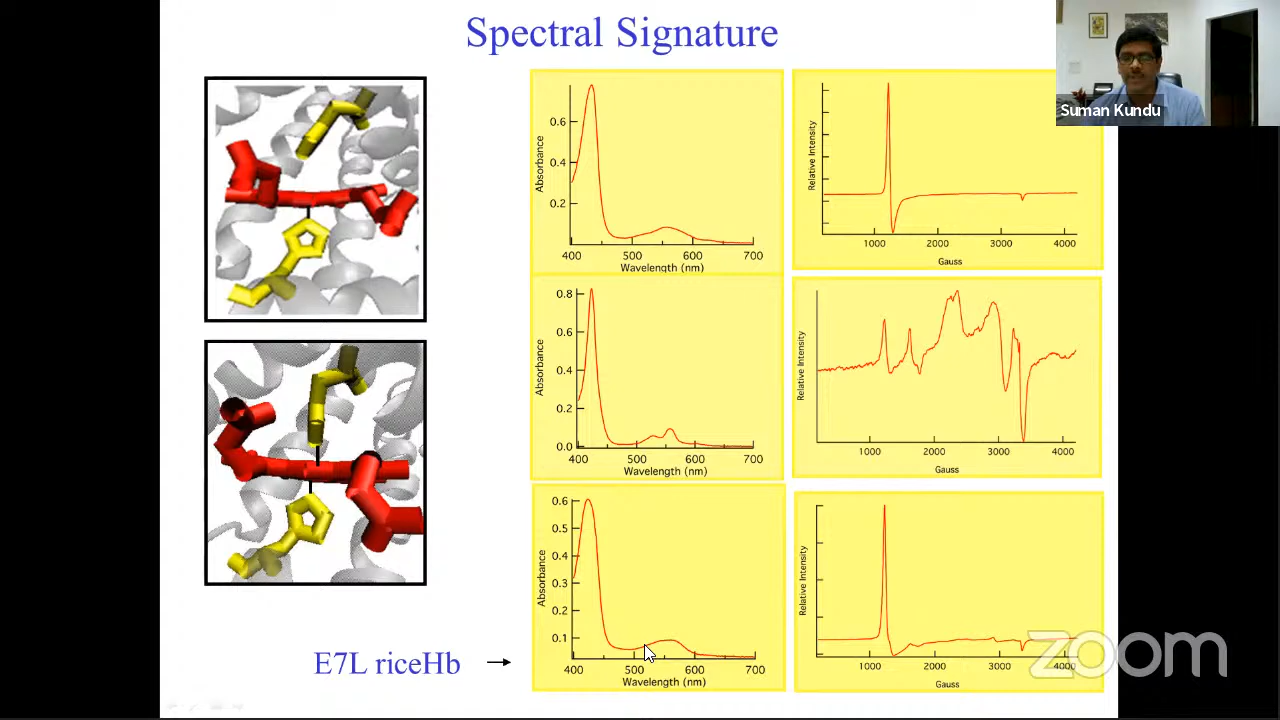 Spectral Signature
Suman Kundu
Absorbance
0.6
0.4
0.2
400 500 600 700
Wavelength (nm)
Relative Intensity
1000 2000 3000 4000
Gauss
Absorbance
0.8
0.6
0.4
0.2
0.0
400 500 600 700
Wavelength (nm)
Relative Intensity
1000 2000 3000 4000
Gauss
Absorbance
0.6
0.5
0.4
0.3
0.2
0.1
400 500 600 700
Wavelength (nm)
Relative Intensity
1000 2000 3000 4000
Gauss
E7L riceHb
zoom